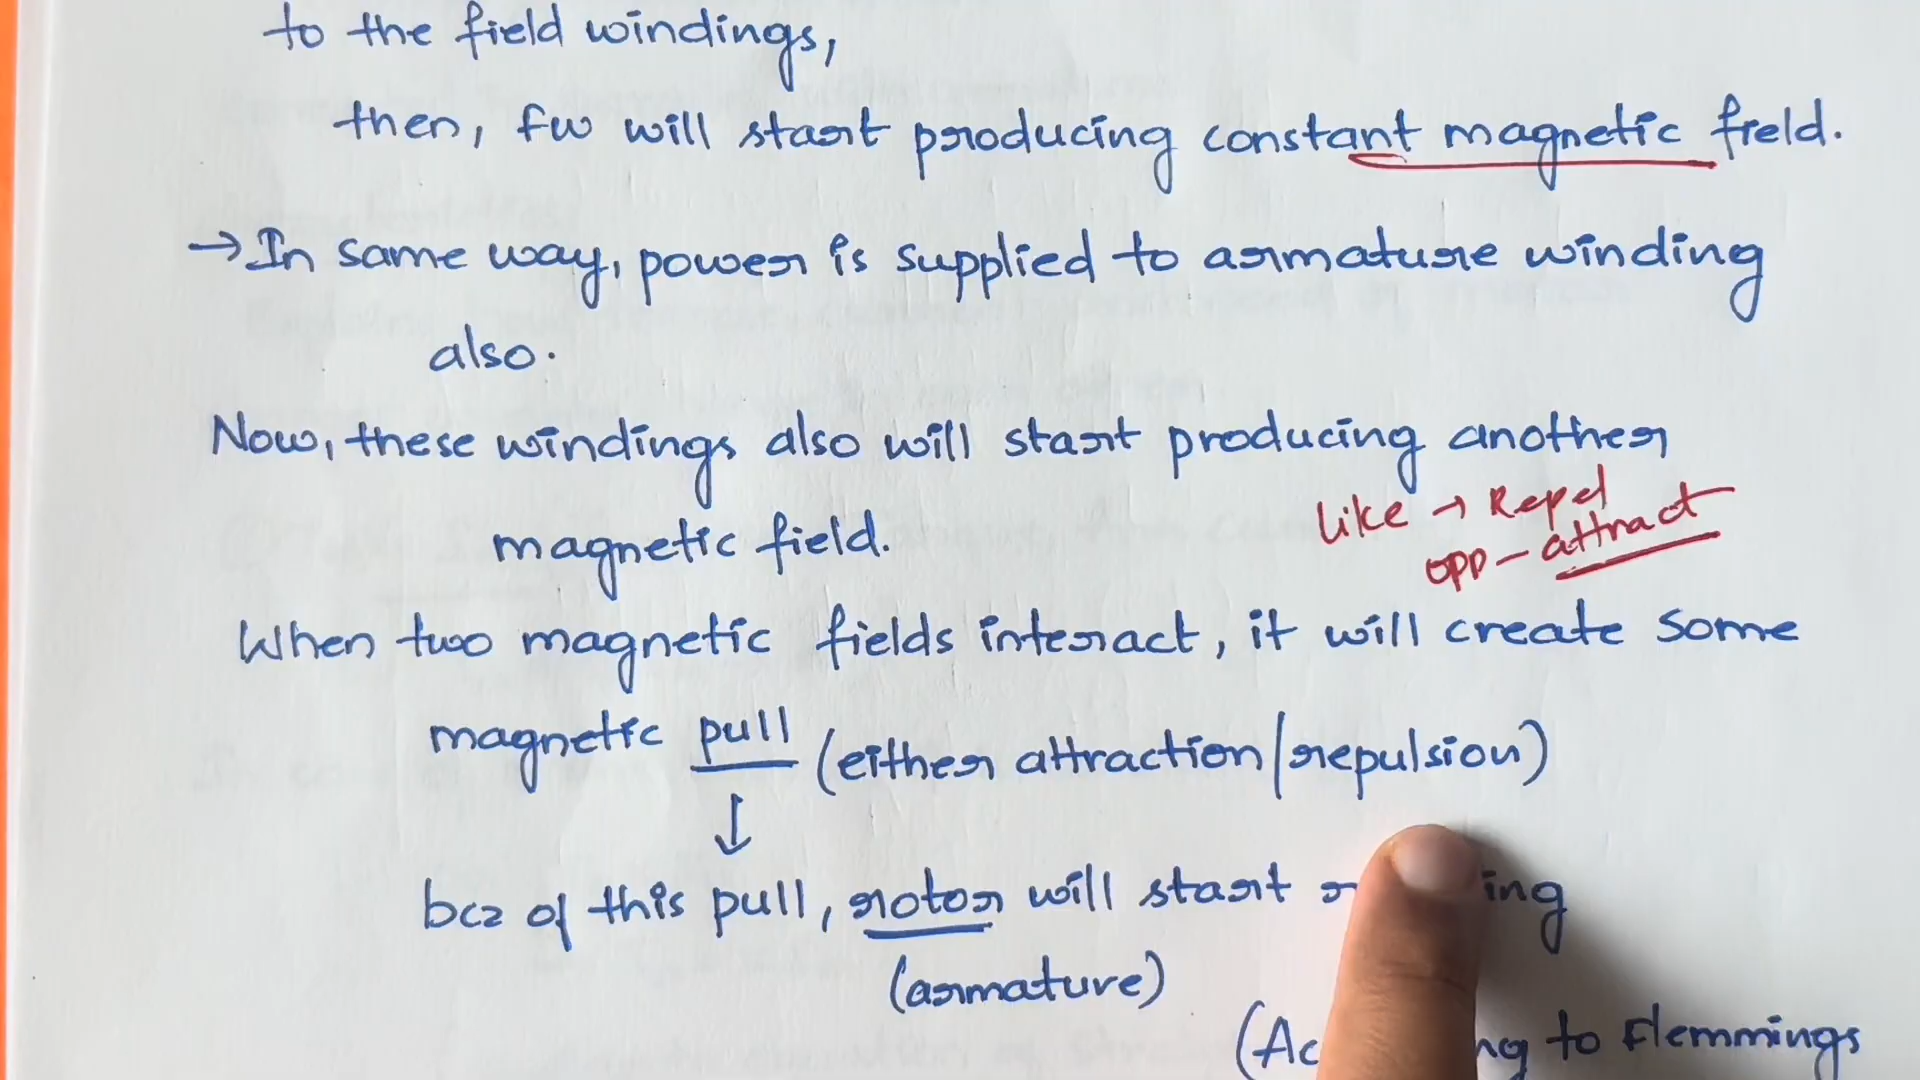 to the field windings,
then, fw will start producing constant magnetic field.
→ In same way, power is supplied to armature winding
also.
Now, these windings also will start producing another
magnetic field.
like → Repel
opp - attract
When two magnetic fields interact, it will create some
magnetic pull (either attraction/repulsion)
↓
bcz of this pull, rotor will start
(armature)
to Flemmings